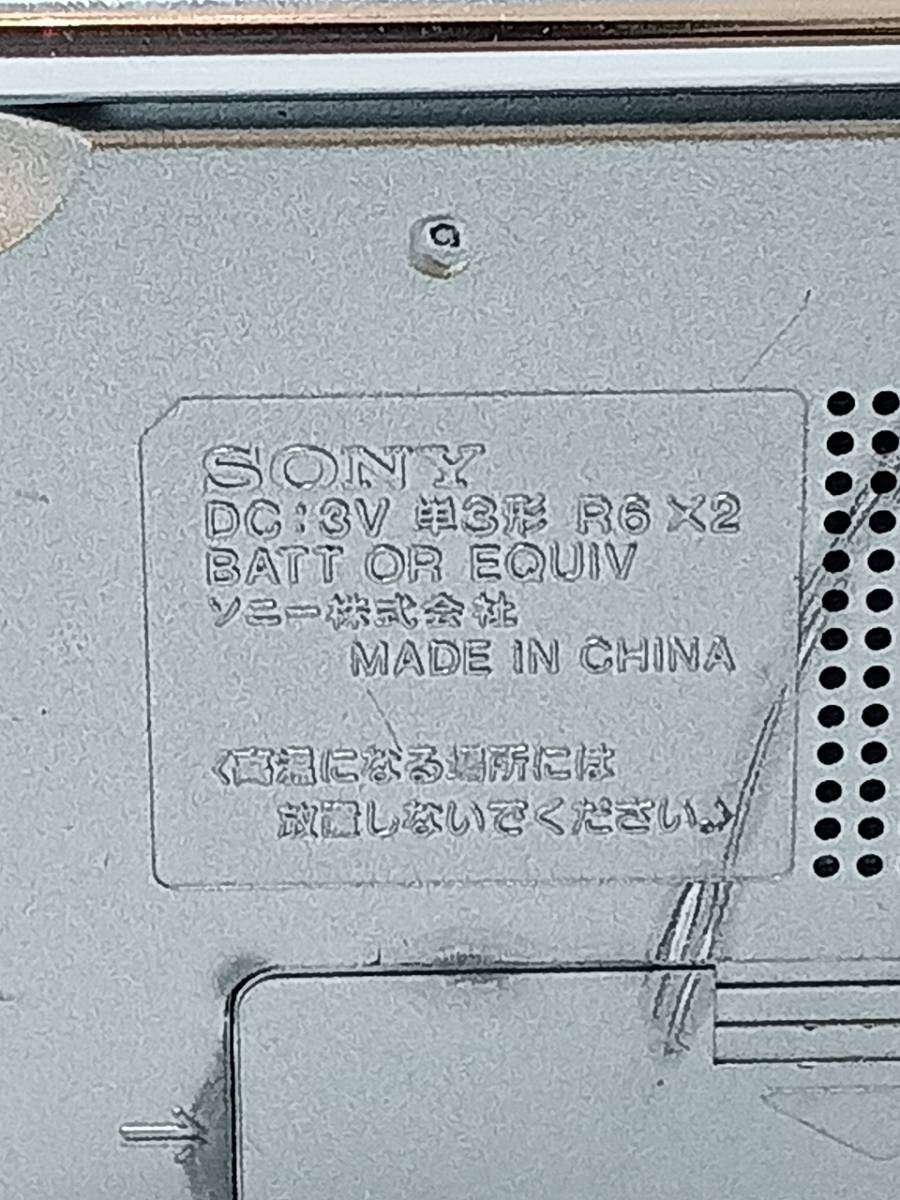 SONY
DC:3V 単3形 R6 ×2
BATT OR EQUIV
ソニー株式会社
MADE IN CHINA
〈高温になる場所には
放置しないでください。〉